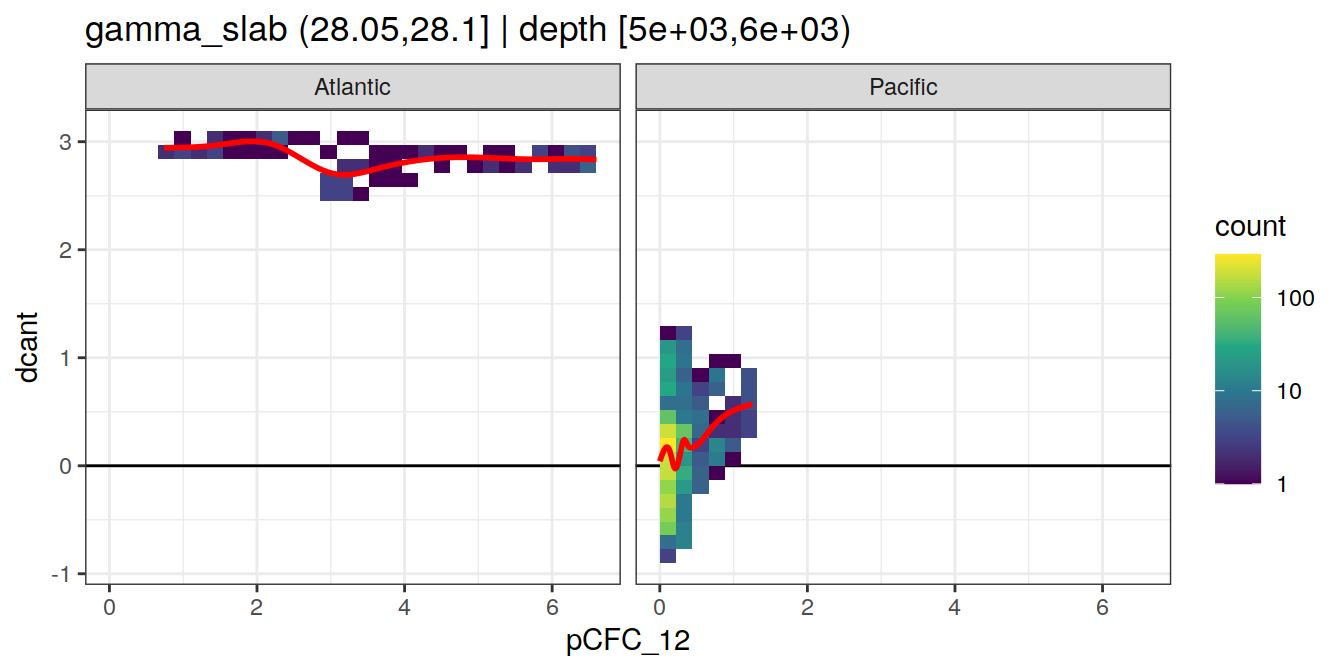 gamma_slab (28.05,28.1] | depth [5e+03,6e+03)
Atlantic
Pacific
3
2
1
0
-1
dcant
0 2 4 6
0 2 4 6
pCFC_12
count
100
10
1